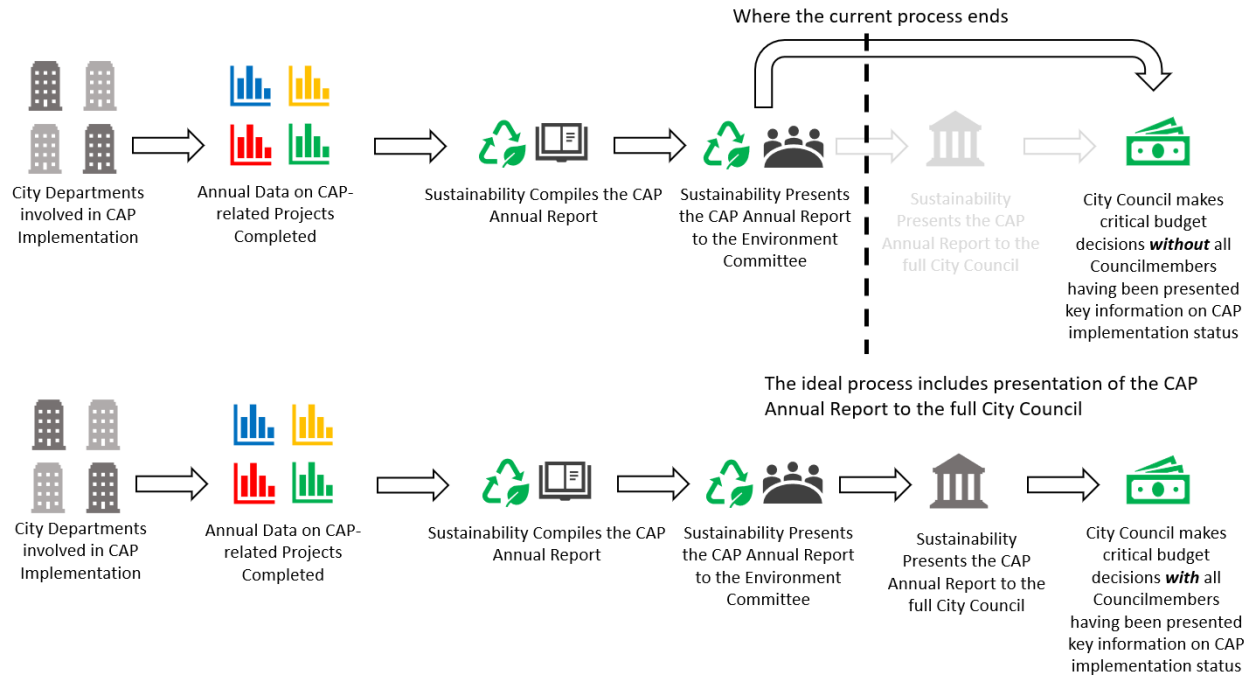 Where the current process ends
City Departments
involved in CAP
Implementation
Annual Data on CAP-
related Projects
Completed
Sustainability Compiles the CAP
Annual Report
Sustainability Presents
the CAP Annual Report
to the Environment
Committee
Sustainability
Presents the CAP
Annual Report to the
full City Council
City Council makes
critical budget
decisions without all
Councilmembers
having been presented
key information on CAP
implementation status
The ideal process includes presentation of the CAP
Annual Report to the full City Council
City Departments
involved in CAP
Implementation
Annual Data on CAP-
related Projects
Completed
Sustainability Compiles the CAP
Annual Report
Sustainability Presents
the CAP Annual Report
to the Environment
Committee
Sustainability
Presents the CAP
Annual Report to the
full City Council
City Council makes
critical budget
decisions with all
Councilmembers
having been presented
key information on CAP
implementation status